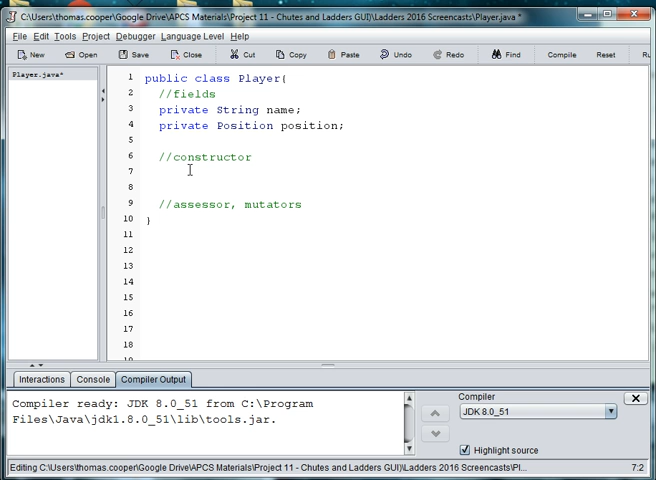 C:\Users\thomas.cooper\Google Drive\APCS Materials\Project 11 - Chutes and Ladders GUI\Ladders 2016 Screencasts\Player.java *
File Edit Tools Project Debugger Language Level Help
New Open Save Close Cut Copy Paste Undo Redo Find Compile Reset Ru
Player.java*
1 public class Player{
2 //fields
3 private String name;
4 private Position position;
5
6 //constructor
7
8
9 //assessor, mutators
10 }
11
12
13
14
15
16
17
18
19
Interactions Console Compiler Output
Compiler ready: JDK 8.0_51 from C:\Program
Files\Java\jdk1.8.0_51\lib\tools.jar.
Compiler
JDK 8.0_51
Highlight source
Editing C:\Users\thomas.cooper\Google Drive\APCS Materials\Project 11 - Chutes and Ladders GUI\Ladders 2016 Screencasts\Pl... 7:2